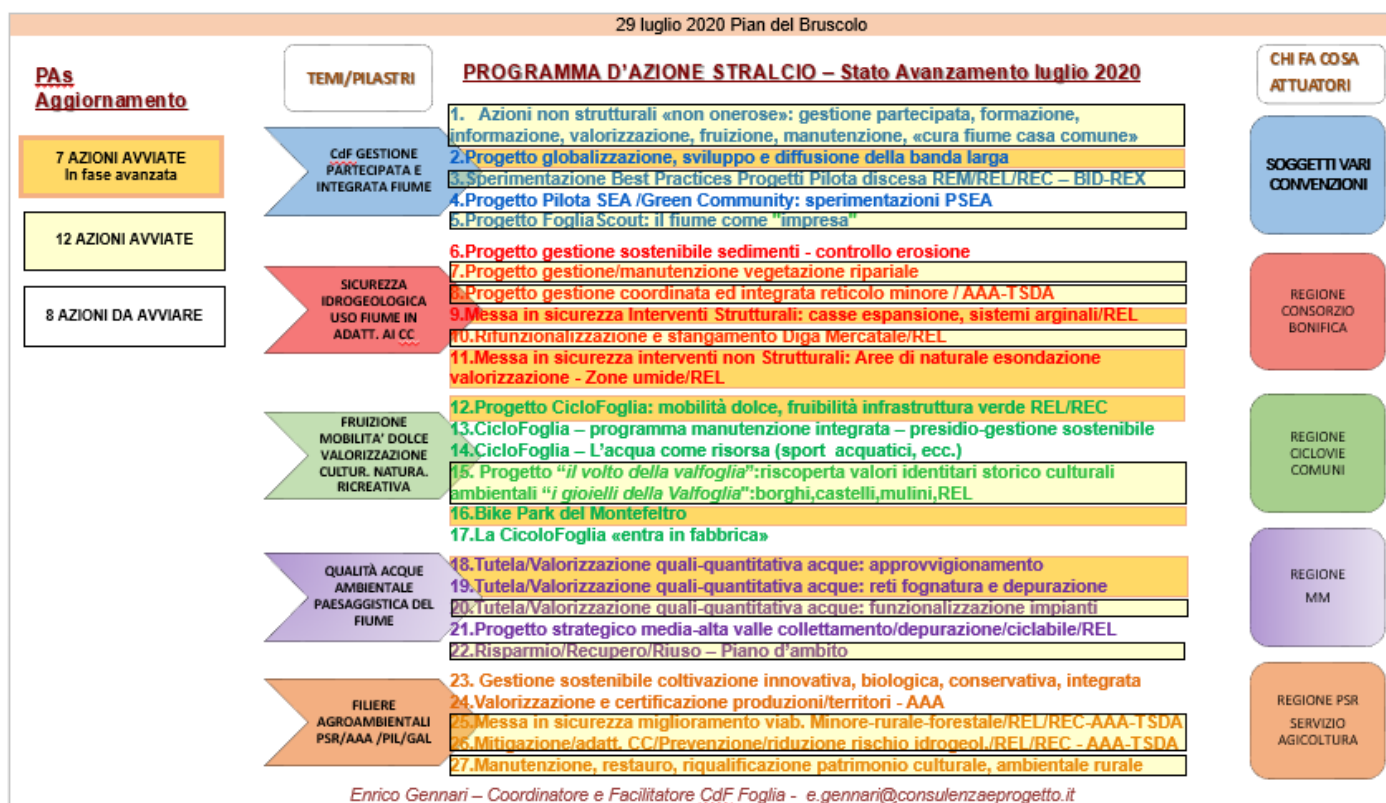 29 luglio 2020 Pian del Bruscolo
PAs
Aggiornamento
7 AZIONI AVVIATE
In fase avanzata
12 AZIONI AVVIATE
8 AZIONI DA AVVIARE
TEMI/PILASTRI
PROGRAMMA D'AZIONE STRALCIO – Stato Avanzamento luglio 2020
CHI FA COSA
ATTUATORI
CdF GESTIONE
PARTECIPATA E
INTEGRATA FIUME
1. Azioni non strutturali «non onerose»: gestione partecipata, formazione,
informazione, valorizzazione, fruizione, manutenzione, «cura fiume casa comune»
2.Progetto globalizzazione, sviluppo e diffusione della banda larga
3.Sperimentazione Best Practices Progetti Pilota discesa REM/REL/REC – BID-REX
4.Progetto Pilota SEA /Green Community: sperimentazioni PSEA
5.Progetto FogliaScout: il fiume come "impresa"
SOGGETTI VARI
CONVENZIONI
SICUREZZA
IDROGEOLOGICA
USO FIUME IN
ADATT. AI CC
6.Progetto gestione sostenibile sedimenti - controllo erosione
7.Progetto gestione/manutenzione vegetazione ripariale
8.Progetto gestione coordinata ed integrata reticolo minore / AAA-TSDA
9.Messa in sicurezza Interventi Strutturali: casse espansione, sistemi arginali/REL
10.Rifunzionalizzazione e sfangamento Diga Mercatale/REL
11.Messa in sicurezza interventi non Strutturali: Aree di naturale esondazione
valorizzazione - Zone umide/REL
REGIONE
CONSORZIO
BONIFICA
FRUIZIONE
MOBILITA' DOLCE
VALORIZZAZIONE
CULTUR. NATURA.
RICREATIVA
12.Progetto CicloFoglia: mobilità dolce, fruibilità infrastruttura verde REL/REC
13.CicloFoglia – programma manutenzione integrata – presidio-gestione sostenibile
14.CicloFoglia – L'acqua come risorsa (sport acquatici, ecc.)
15. Progetto "il volto della valfoglia":riscoperta valori identitari storico culturali
ambientali "i gioielli della Valfoglia":borghi,castelli,mulini,REL
16.Bike Park del Montefeltro
17.La CicoloFoglia «entra in fabbrica»
REGIONE
CICLOVIE
COMUNI
QUALITÀ ACQUE
AMBIENTALE
PAESAGGISTICA DEL
FIUME
18.Tutela/Valorizzazione quali-quantitativa acque: approvvigionamento
19.Tutela/Valorizzazione quali-quantitativa acque: reti fognatura e depurazione
20.Tutela/Valorizzazione quali-quantitativa acque: funzionalizzazione impianti
21.Progetto strategico media-alta valle collettamento/depurazione/ciclabile/REL
22.Risparmio/Recupero/Riuso – Piano d'ambito
REGIONE
MM
FILIERE
AGROAMBIENTALI
PSR/AAA /PIL/GAL
23. Gestione sostenibile coltivazione innovativa, biologica, conservativa, integrata
24.Valorizzazione e certificazione produzioni/territori - AAA
25.Messa in sicurezza miglioramento viab. Minore-rurale-forestale/REL/REC-AAA-TSDA
26.Mitigazione/adatt. CC/Prevenzione/riduzione rischio idrogeol./REL/REC - AAA-TSDA
27.Manutenzione, restauro, riqualificazione patrimonio culturale, ambientale rurale
REGIONE PSR
SERVIZIO
AGICOLTURA
Enrico Gennari – Coordinatore e Facilitatore CdF Foglia - e.gennari@consulenzaeprogetto.it